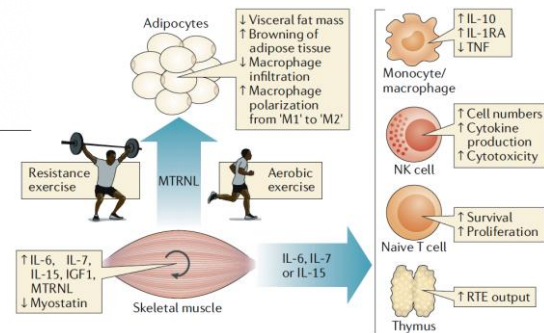 Adipocytes
↓ Visceral fat mass
↑ Browning of
adipose tissue
↓ Macrophage
infiltration
↑ Macrophage
polarization
from 'M1' to 'M2'
Resistance
exercise
MTRNL
Aerobic
exercise
↑ IL-6, IL-7,
IL-15, IGF1,
MTRNL
↓ Myostatin
Skeletal muscle
IL-6, IL-7
or IL-15
↑ IL-10
↑ IL-1RA
↓ TNF
Monocyte/
macrophage
↑ Cell numbers
↑ Cytokine
production
↑ Cytotoxicity
NK cell
↑ Survival
↑ Proliferation
Naive T cell
↑ RTE output
Thymus